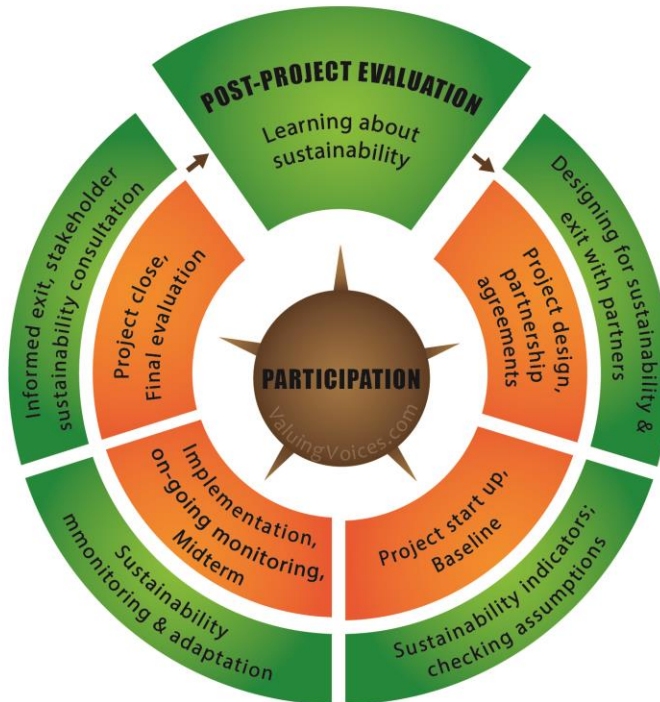 POST-PROJECT EVALUATION
Learning about
sustainability
Designing for sustainability &
exit with partners
Project design,
partnership
agreements
Sustainability indicators;
checking assumptions
Project start up,
Baseline
Implementation,
on-going monitoring,
Midterm
Sustainability
mmonitoring & adaptation
Project close,
Final evaluation
Informed exit, stakeholder
sustainability consultation
PARTICIPATION
ValuingVoices.com